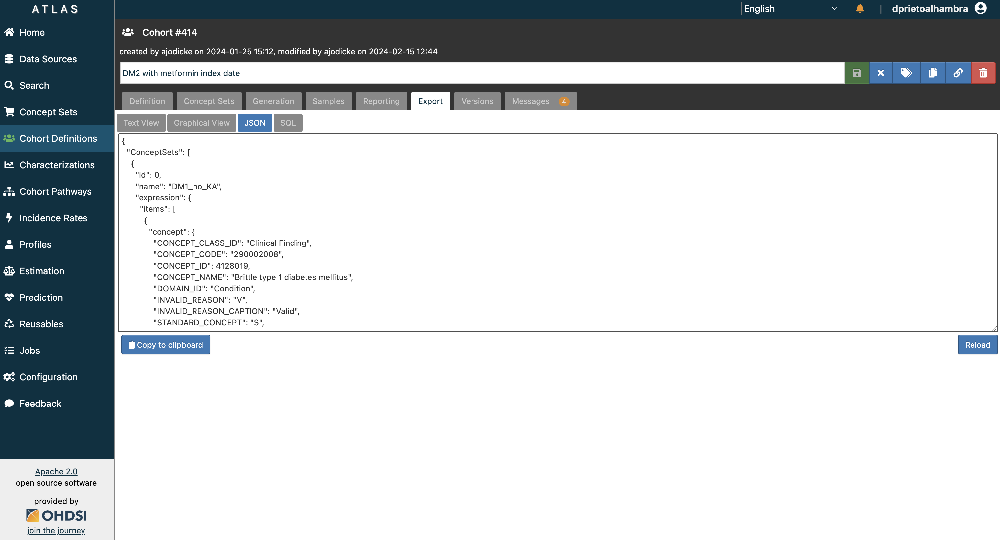 ATLAS
English
|
dprietoalhambra
Home
Data Sources
Search
Concept Sets
Cohort Definitions
Characterizations
Cohort Pathways
Incidence Rates
Profiles
Estimation
Prediction
Reusables
Jobs
Configuration
Feedback
Apache 2.0
open source software
provided by
OHDSI
join the journey
Cohort #414
created by ajodicke on 2024-01-25 15:12, modified by ajodicke on 2024-02-15 12:44
DM2 with metformin index date
Definition Concept Sets Generation Samples Reporting Export Versions Messages 4
Text View Graphical View JSON SQL
{
"ConceptSets": [
{
"id": 0,
"name": "DM1_no_KA",
"expression": {
"items": [
{
"concept": {
"CONCEPT_CLASS_ID": "Clinical Finding",
"CONCEPT_CODE": "290002008",
"CONCEPT_ID": 4128019,
"CONCEPT_NAME": "Brittle type 1 diabetes mellitus",
"DOMAIN_ID": "Condition",
"INVALID_REASON": "V",
"INVALID_REASON_CAPTION": "Valid",
"STANDARD_CONCEPT": "S",
Copy to clipboard
Reload